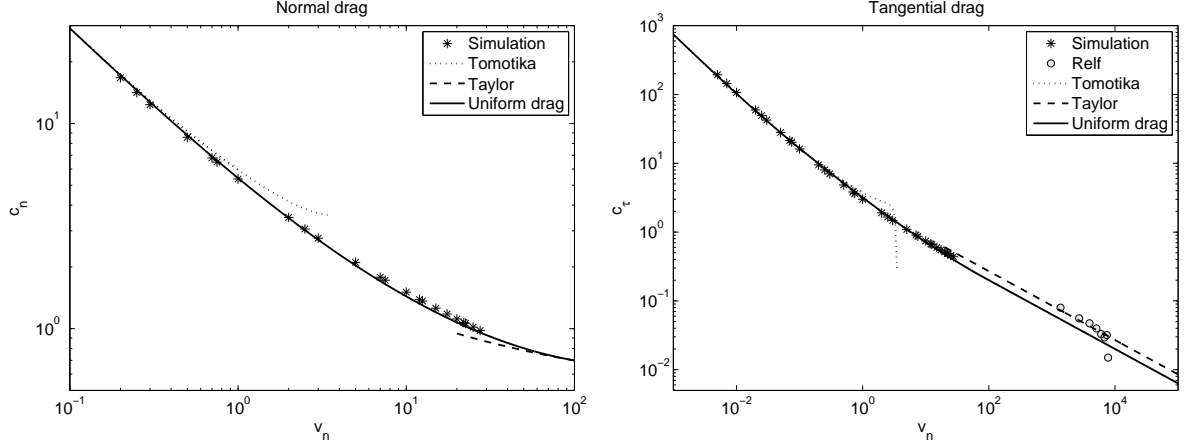 Normal drag
Simulation
Tomotika
Taylor
Uniform drag
10^1
10^0
c_n
10^-1
10^0
10^1
10^2
v_n
Tangential drag
Simulation
Relf
Tomotika
Taylor
Uniform drag
10^3
10^2
10^1
10^0
10^-1
10^-2
c_τ
10^-2
10^0
10^2
10^4
v_n